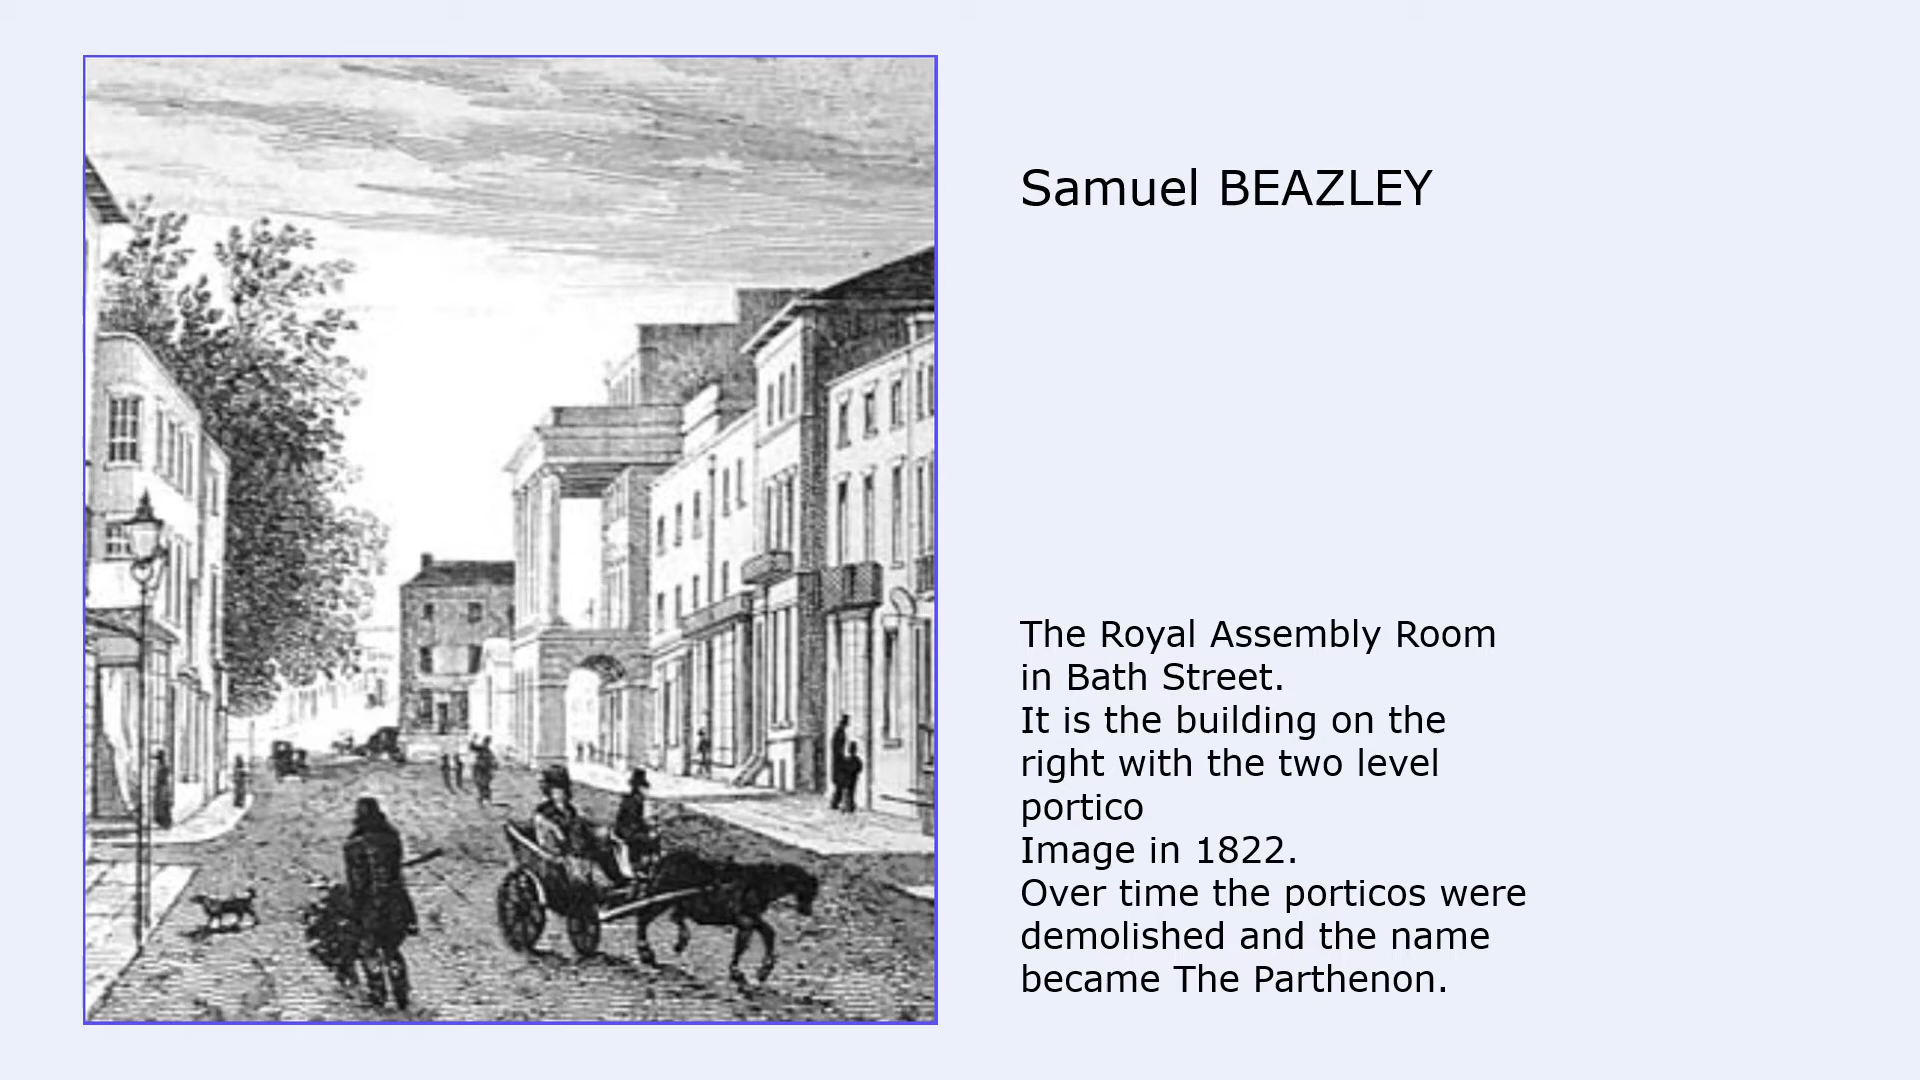 Samuel BEAZLEY
The Royal Assembly Room
in Bath Street.
It is the building on the
right with the two level
portico
Image in 1822.
Over time the porticos were
demolished and the name
became The Parthenon.